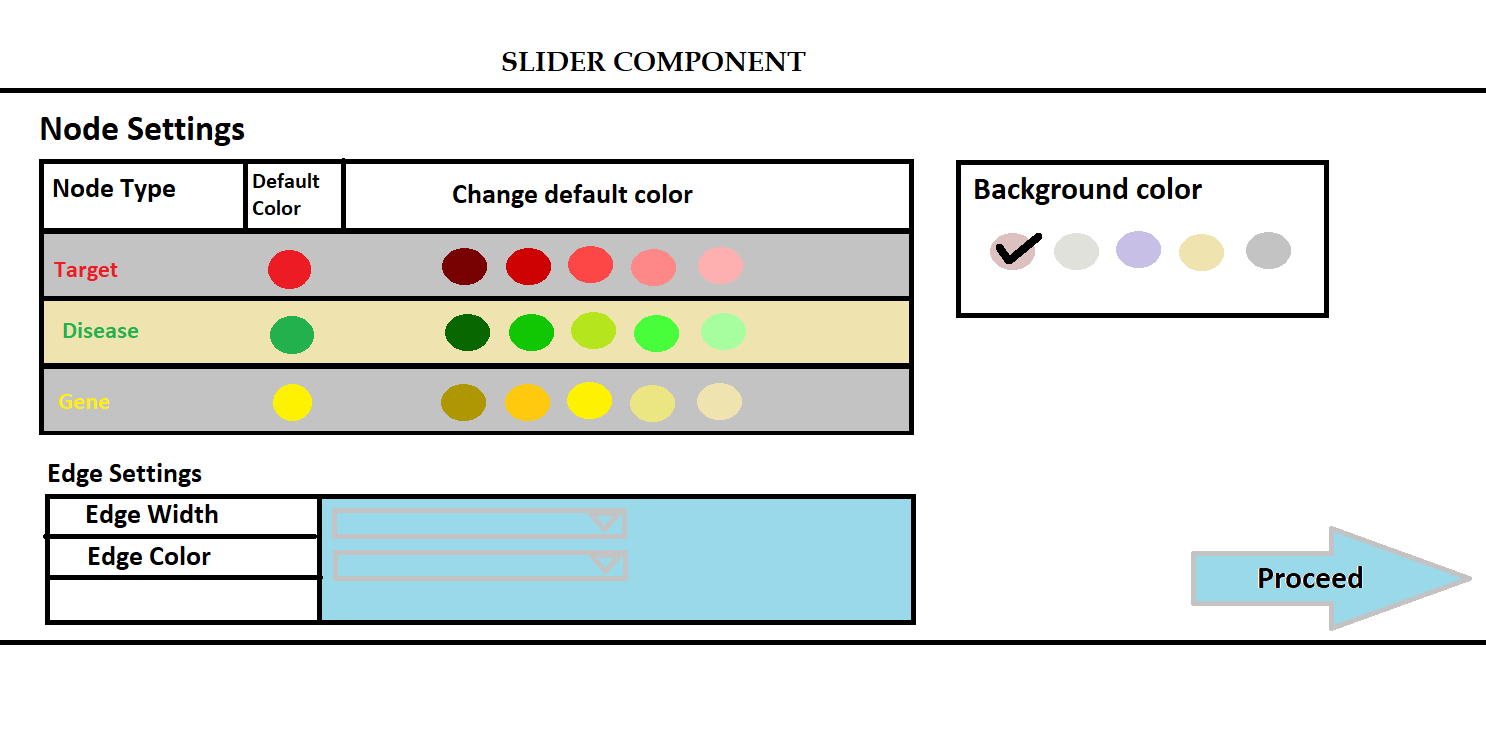 SLIDER COMPONENT
Node Settings
Node Type
Default
Color
Change default color
Background color
Target
Disease
Gene
Edge Settings
Edge Width
Edge Color
Proceed